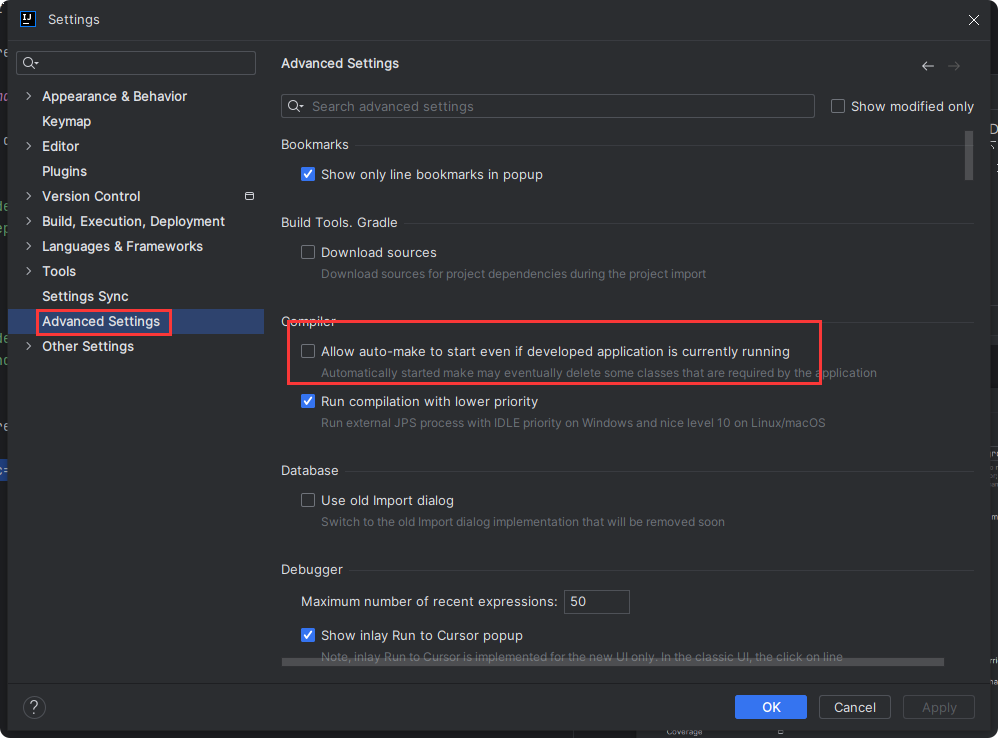 Settings
Advanced Settings
Search advanced settings
Show modified only
Appearance & Behavior
Keymap
Editor
Plugins
Version Control
Build, Execution, Deployment
Languages & Frameworks
Tools
Settings Sync
Advanced Settings
Other Settings
Bookmarks
Show only line bookmarks in popup
Build Tools. Gradle
Download sources
Download sources for project dependencies during the project import
Compiler
Allow auto-make to start even if developed application is currently running
Automatically started make may eventually delete some classes that are required by the application
Run compilation with lower priority
Run external JPS process with IDLE priority on Windows and nice level 10 on Linux/macOS
Database
Use old Import dialog
Switch to the old Import dialog implementation that will be removed soon
Debugger
Maximum number of recent expressions: 50
Show inlay Run to Cursor popup
Note, inlay Run to Cursor is implemented for the new UI only. In the classic UI, the click on line
?
OK
Cancel
Apply
Coverage